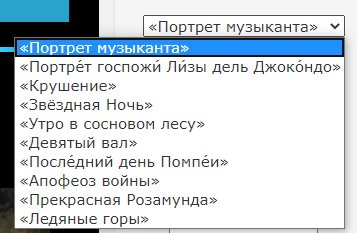 «Портрет музыканта»
«Портрет музыканта»
«Портре́т госпожи́ Ли́зы дель Джоко́ндо»
«Крушение»
«Звёздная Ночь»
«Утро в сосновом лесу»
«Девятый вал»
«После́дний день Помпе́и»
«Апофеоз войны»
«Прекрасная Розамунда»
«Ледяные горы»